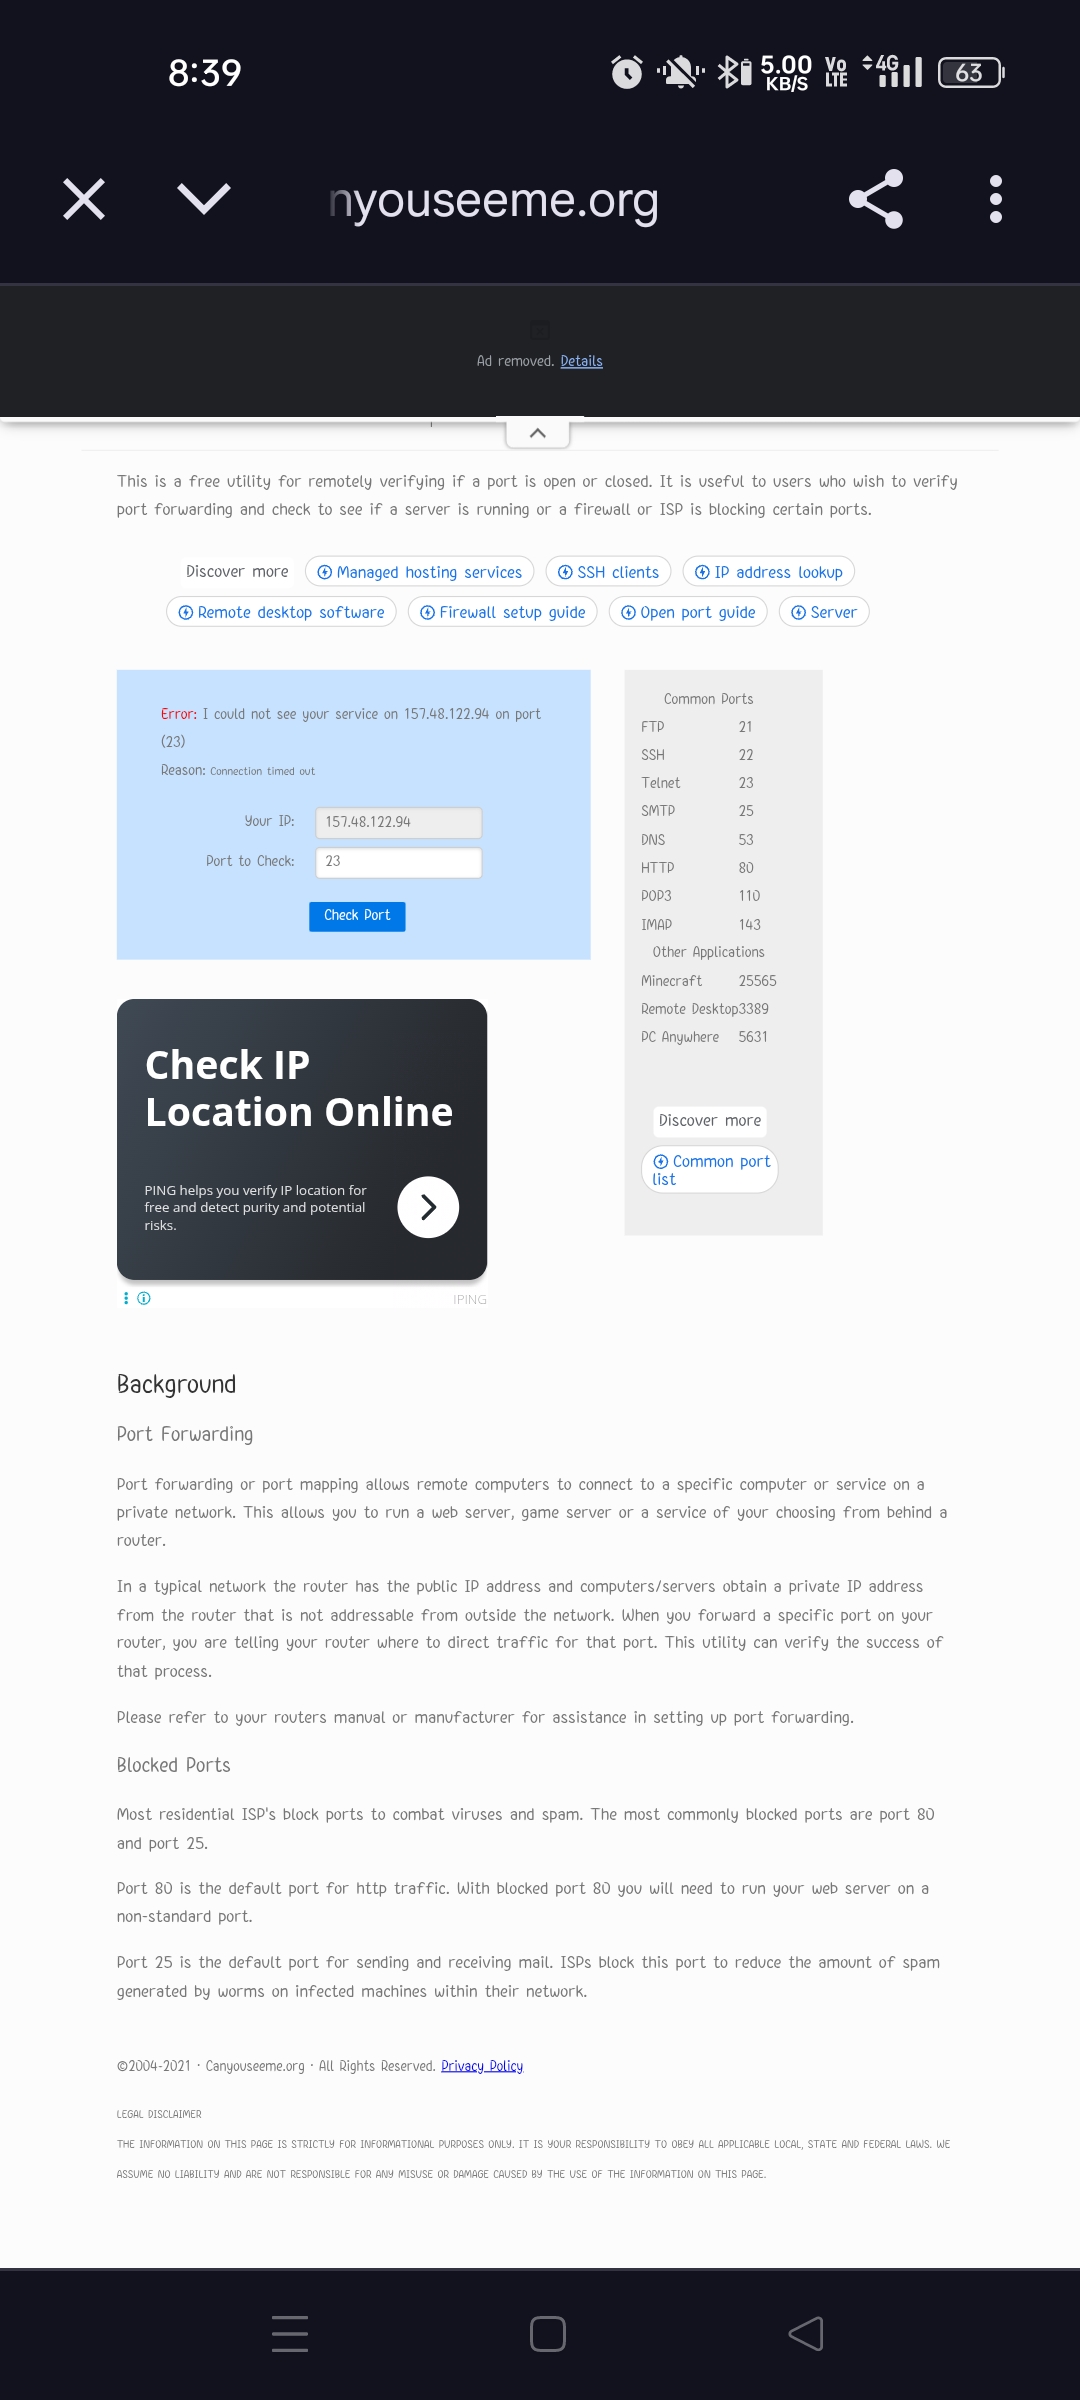 8:39
5.00
KB/S
Vo
LTE
4G
63
nyouseeme.org
Ad removed. Details
This is a free utility for remotely verifying if a port is open or closed. It is useful to users who wish to verify
port forwarding and check to see if a server is running or a firewall or ISP is blocking certain ports.
Discover more
Managed hosting services
SSH clients
IP address lookup
Remote desktop software
Firewall setup guide
Open port guide
Server
Error: I could not see your service on 157.48.122.94 on port
(23)
Reason: Connection timed out
Your IP: 157.48.122.94
Port to Check: 23
Check Port
Common Ports
FTP 21
SSH 22
Telnet 23
SMTP 25
DNS 53
HTTP 80
POP3 110
IMAP 143
Other Applications
Minecraft 25565
Remote Desktop 3389
PC Anywhere 5631
Discover more
Common port
list
Check IP
Location Online
PING helps you verify IP location for
free and detect purity and potential
risks.
IPING
Background
Port Forwarding
Port forwarding or port mapping allows remote computers to connect to a specific computer or service on a
private network. This allows you to run a web server, game server or a service of your choosing from behind a
router.
In a typical network the router has the public IP address and computers/servers obtain a private IP address
from the router that is not addressable from outside the network. When you forward a specific port on your
router, you are telling your router where to direct traffic for that port. This utility can verify the success of
that process.
Please refer to your routers manual or manufacturer for assistance in setting up port forwarding.
Blocked Ports
Most residential ISP's block ports to combat viruses and spam. The most commonly blocked ports are port 80
and port 25.
Port 80 is the default port for http traffic. With blocked port 80 you will need to run your web server on a
non-standard port.
Port 25 is the default port for sending and receiving mail. ISPs block this port to reduce the amount of spam
generated by worms on infected machines within their network.
©2004-2021 · Canyouseeme.org · All Rights Reserved. Privacy Policy
LEGAL DISCLAIMER
THE INFORMATION ON THIS PAGE IS STRICTLY FOR INFORMATIONAL PURPOSES ONLY. IT IS YOUR RESPONSIBILITY TO OBEY ALL APPLICABLE LOCAL, STATE AND FEDERAL LAWS. WE
ASSUME NO LIABILITY AND ARE NOT RESPONSIBLE FOR ANY MISUSE OR DAMAGE CAUSED BY THE USE OF THE INFORMATION ON THIS PAGE.